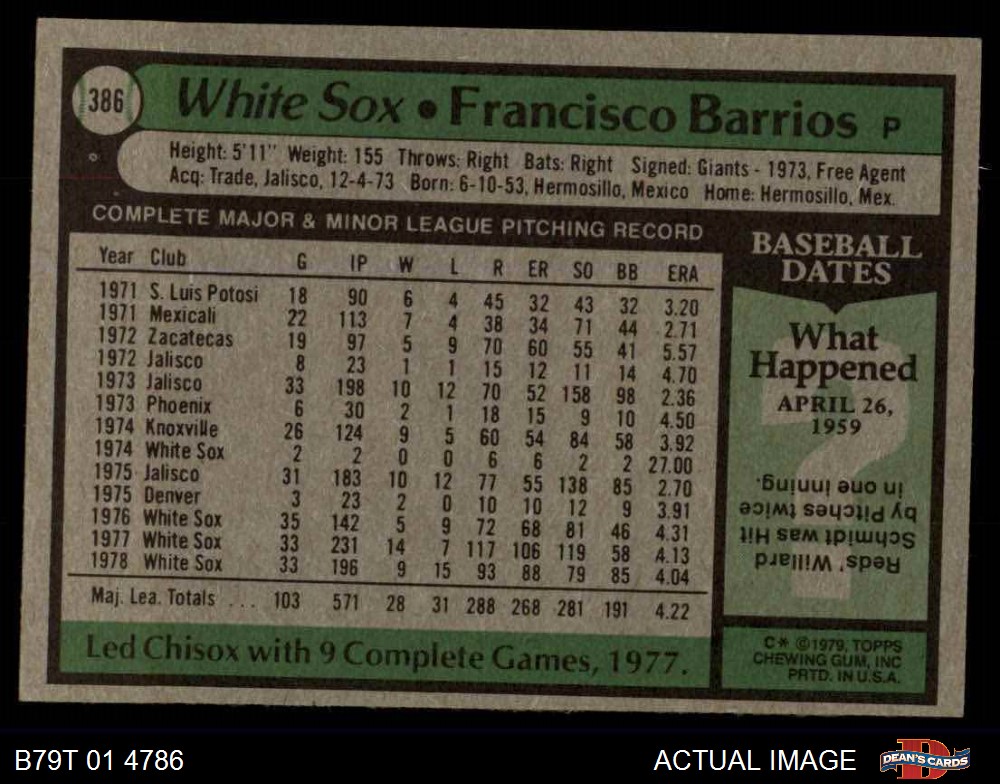 386
White Sox • Francisco Barrios P
Height: 5'11" Weight: 155 Throws: Right Bats: Right Signed: Giants - 1973, Free Agent
Acq: Trade, Jalisco, 12-4-73 Born: 6-10-53, Hermosillo, Mexico Home: Hermosillo, Mex.
COMPLETE MAJOR & MINOR LEAGUE PITCHING RECORD
Year Club G IP W L R ER SO BB ERA
1971 S. Luis Potosi 18 90 6 4 45 32 43 32 3.20
1971 Mexicali 22 113 7 4 38 34 71 44 2.71
1972 Zacatecas 19 97 5 9 70 60 55 41 5.57
1972 Jalisco 8 23 1 1 15 12 11 14 4.70
1973 Jalisco 33 198 10 12 70 52 158 98 2.36
1973 Phoenix 6 30 2 1 18 15 9 10 4.50
1974 Knoxville 26 124 9 5 60 54 84 58 3.92
1974 White Sox 2 2 0 0 6 6 2 2 27.00
1975 Jalisco 31 183 10 12 77 55 138 85 2.70
1975 Denver 3 23 2 0 10 10 12 9 3.91
1976 White Sox 35 142 5 9 72 68 81 46 4.31
1977 White Sox 33 231 14 7 117 106 119 58 4.13
1978 White Sox 33 196 9 15 93 88 79 85 4.04
Maj. Lea. Totals ... 103 571 28 31 288 268 281 191 4.22
Led Chisox with 9 Complete Games, 1977.
BASEBALL
DATES
What
Happened
APRIL 26,
1959
Reds' Willard
Schmidt was Hit
by Pitches twice
in one inning.
C* ©1979, TOPPS
CHEWING GUM, INC
PRTD. IN U.S.A.
B79T 01 4786
ACTUAL IMAGE
DEAN'S CARDS